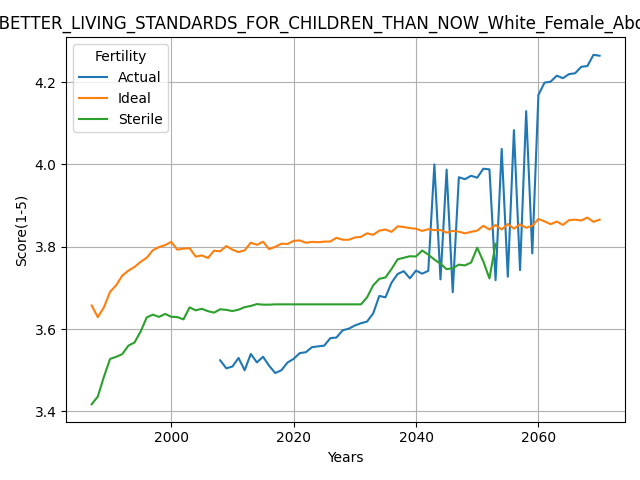 BETTER_LIVING_STANDARDS_FOR_CHILDREN_THAN_NOW_White_Female_Abo
Fertility
Actual
Ideal
Sterile
Score(1-5)
4.2
4.0
3.8
3.6
3.4
2000 2020 2040 2060
Years